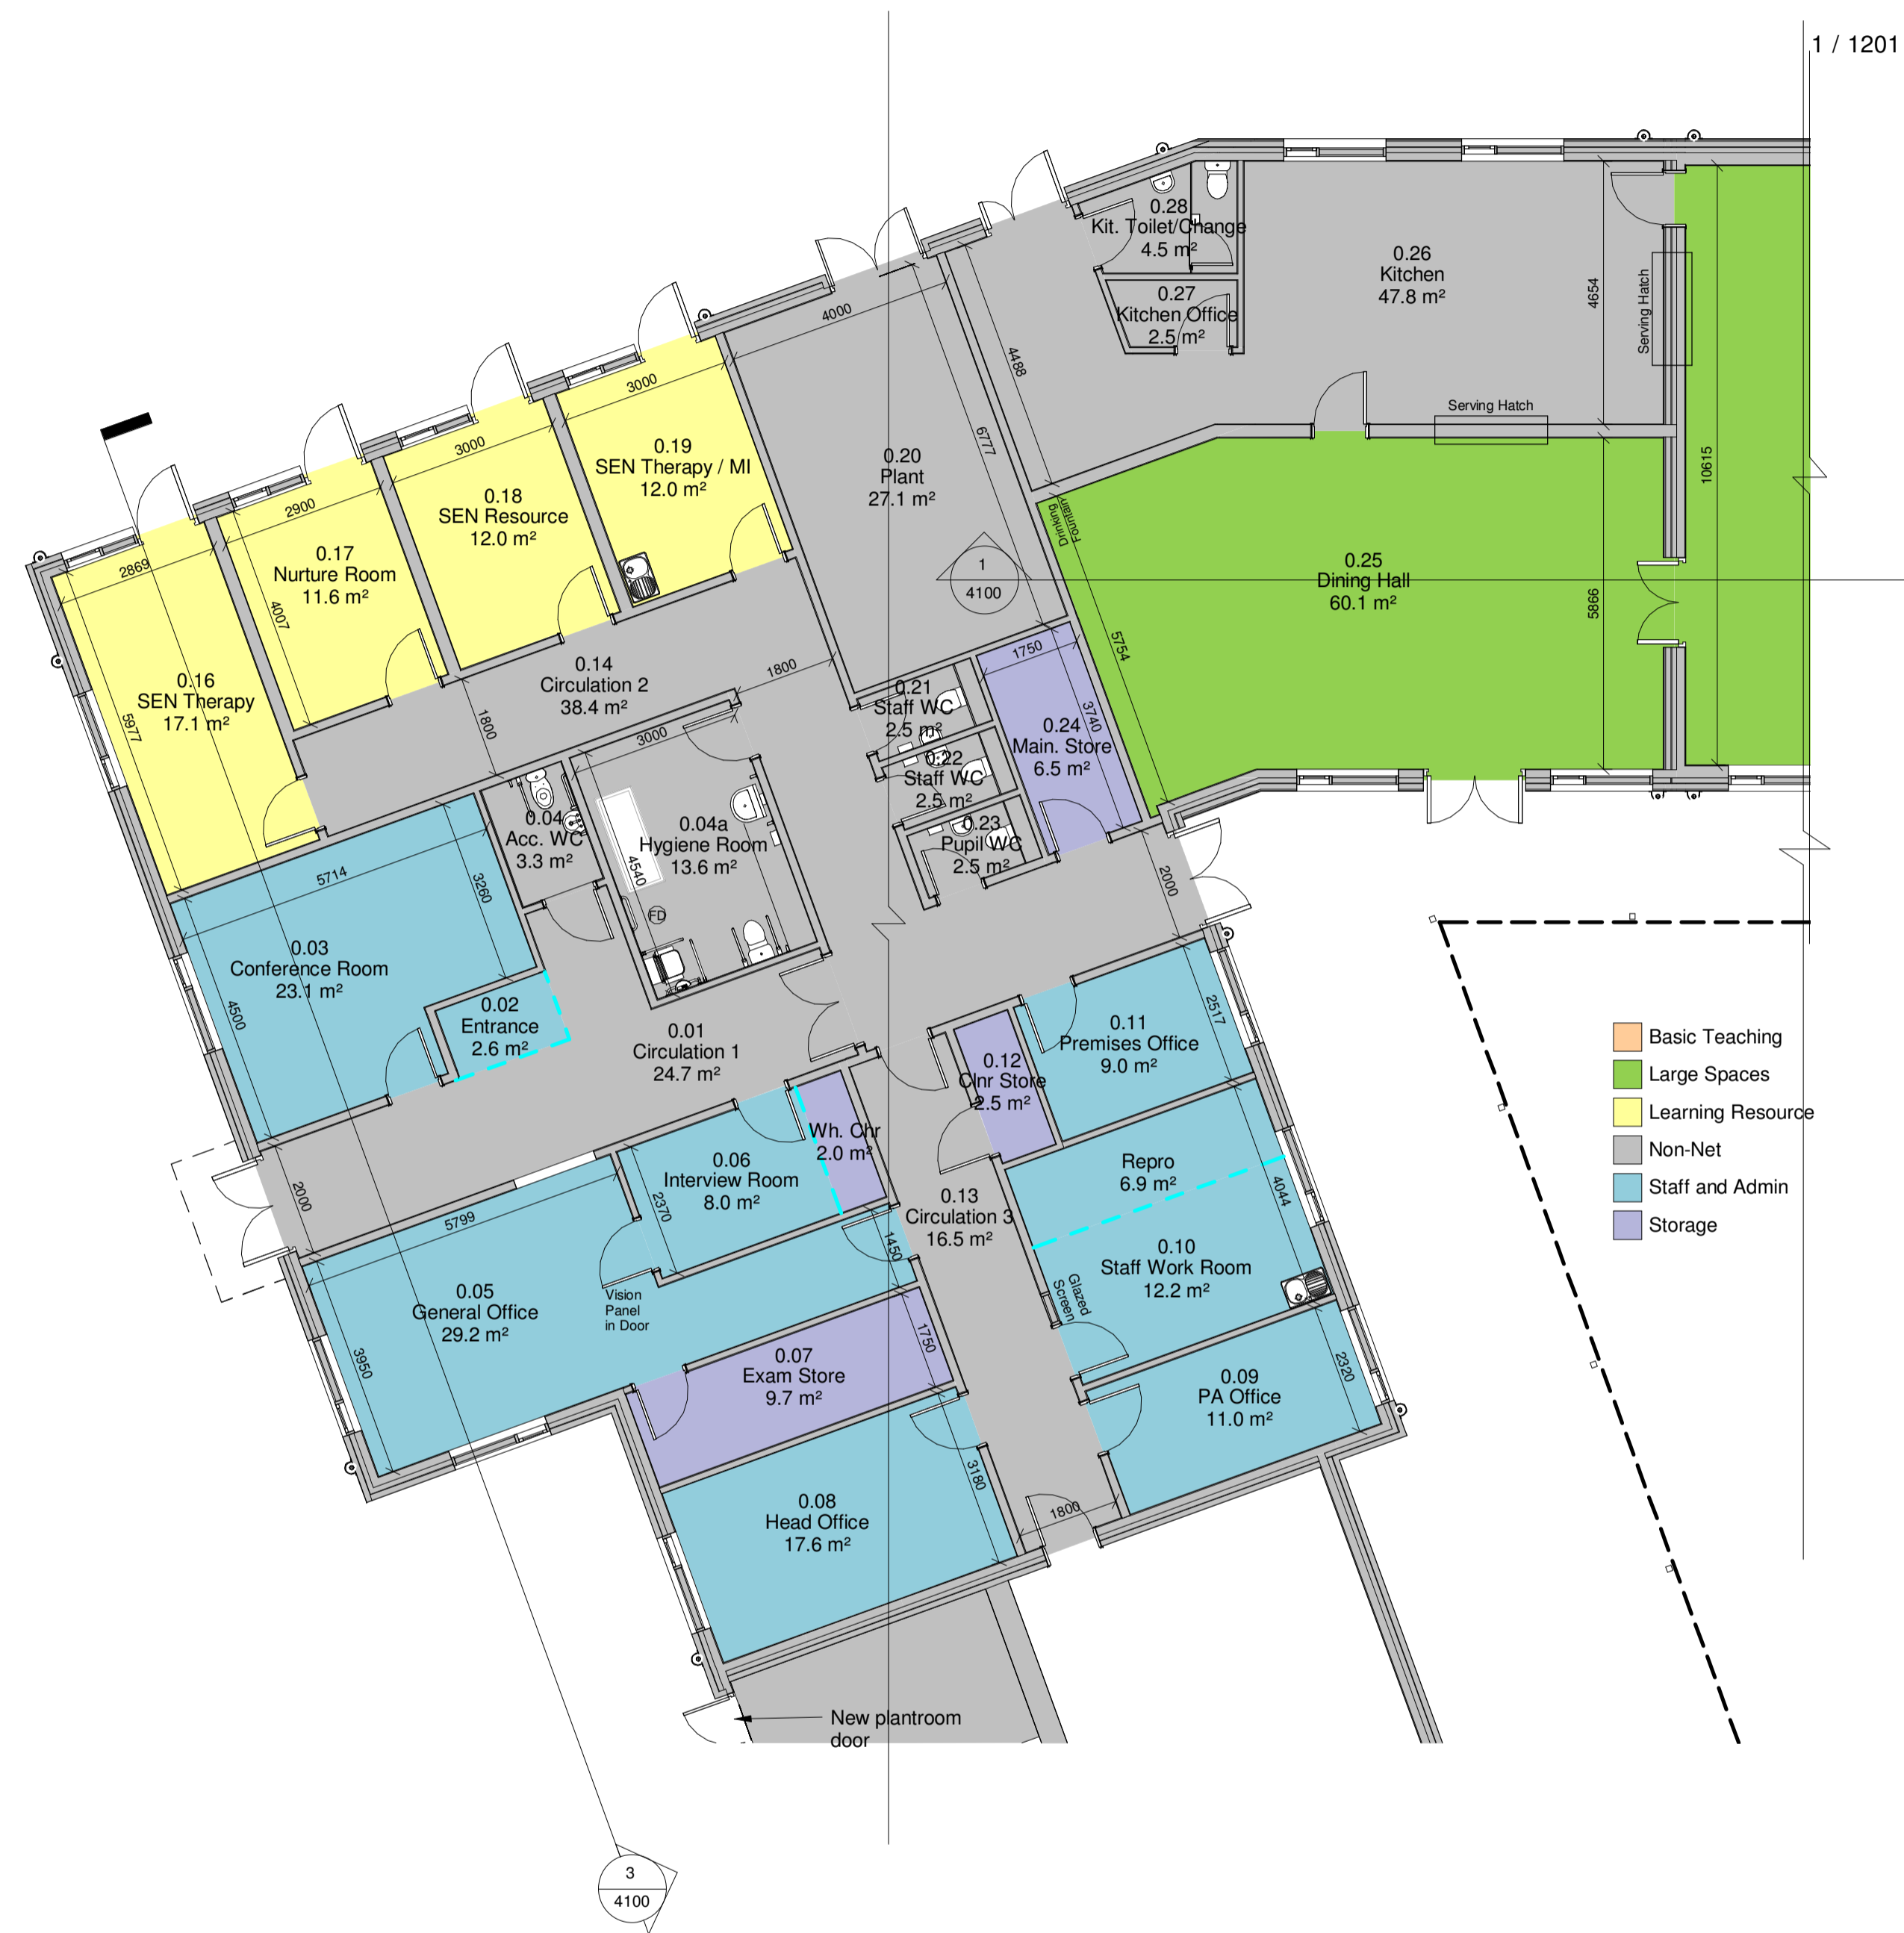 1 / 1201
0.28
Kit. Toilet/Change
4.5 m²
0.27
Kitchen Office
2.5 m²
0.26
Kitchen
47.8 m²
4654
Serving Hatch
Serving Hatch
10615
4000
4488
6777
3000
3000
2900
2869
0.19
SEN Therapy / MI
12.0 m²
0.20
Plant
27.1 m²
0.18
SEN Resource
12.0 m²
0.17
Nurture Room
11.6 m²
4007
0.16
SEN Therapy
17.1 m²
5977
Drinking
Fountain
1
4100
0.25
Dining Hall
60.1 m²
5866
5754
0.14
Circulation 2
38.4 m²
1800
1800
1750
3740
0.21
Staff WC
2.5 m²
0.22
Staff WC
2.5 m²
0.23
Pupil WC
2.5 m²
0.24
Main. Store
6.5 m²
3000
0.04
Acc. WC
3.3 m²
0.04a
Hygiene Room
13.6 m²
4540
FD
5714
3260
2000
0.03
Conference Room
23.1 m²
4500
0.02
Entrance
2.6 m²
0.01
Circulation 1
24.7 m²
0.11
Premises Office
9.0 m²
2517
0.12
Clnr Store
2.5 m²
Basic Teaching
Large Spaces
Learning Resource
Non-Net
Staff and Admin
Storage
Wh. Chr
2.0 m²
0.06
Interview Room
8.0 m²
2370
2000
5799
Repro
6.9 m²
4044
0.13
Circulation 3
16.5 m²
1450
0.10
Staff Work Room
12.2 m²
Glazed
Screen
0.05
General Office
29.2 m²
3950
Vision
Panel
in Door
1750
0.07
Exam Store
9.7 m²
2320
0.09
PA Office
11.0 m²
3180
0.08
Head Office
17.6 m²
1800
New plantroom
door
3
4100